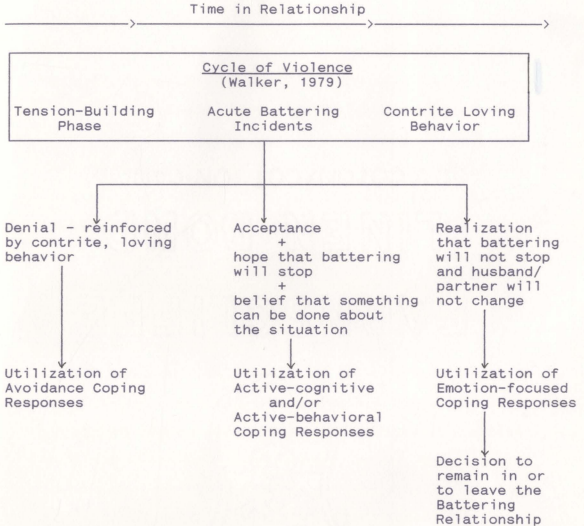 Time in Relationship
Cycle of Violence
(Walker, 1979)
Tension-Building
Phase
Acute Battering
Incidents
Contrite Loving
Behavior
Denial - reinforced
by contrite, loving
behavior
Utilization of
Avoidance Coping
Responses
Acceptance
+
hope that battering
will stop
+
belief that something
can be done about
the situation
Utilization of
Active-cognitive
and/or
Active-behavioral
Coping Responses
Realization
that battering
will not stop
and husband/
partner will
not change
Utilization of
Emotion-focused
Coping Responses
Decision to
remain in or
to leave the
Battering
Relationship